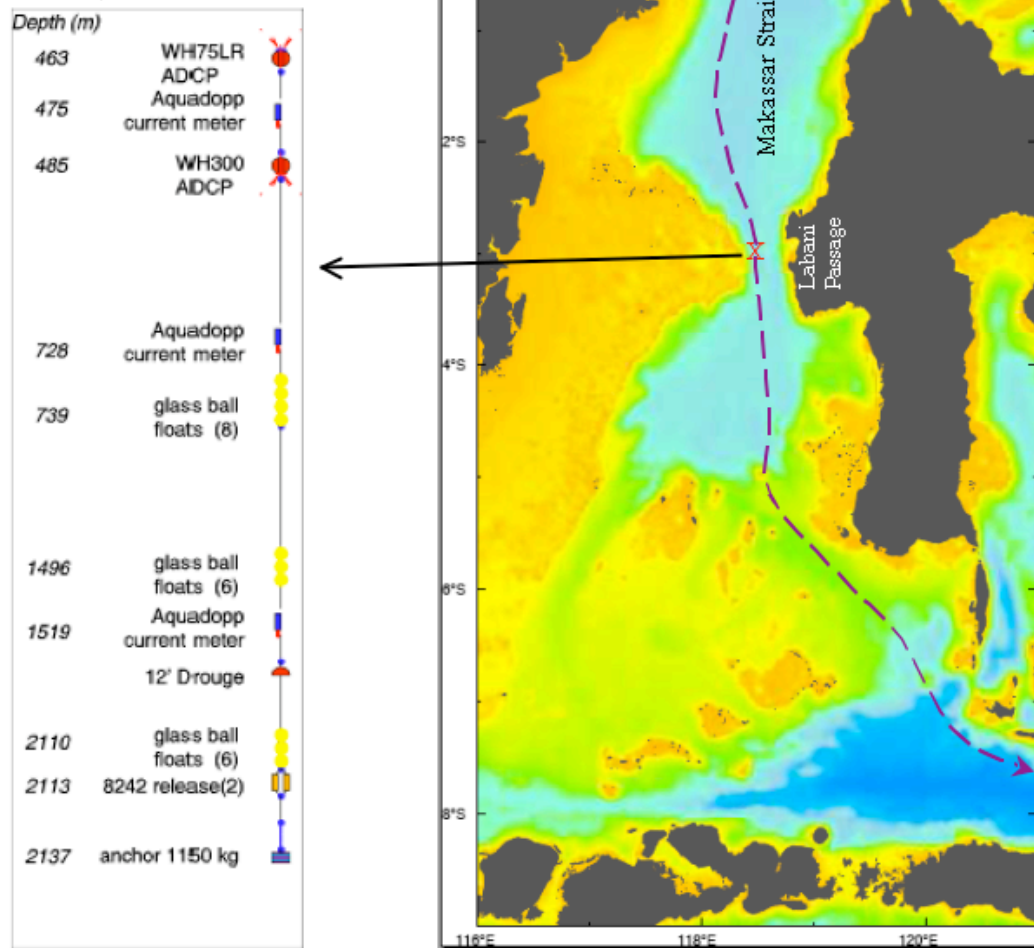 Depth (m)
463 WH75LR
ADCP
475 Aquadopp
current meter
485 WH300
ADCP
728 Aquadopp
current meter
739 glass ball
floats (8)
1496 glass ball
floats (6)
1519 Aquadopp
current meter
12' Drouge
2110 glass ball
floats (6)
2113 8242 release(2)
2137 anchor 1150 kg
Makassar Strai
Labani
Passage
2°S
4°S
6°S
8°S
116°E 118°E 120°E